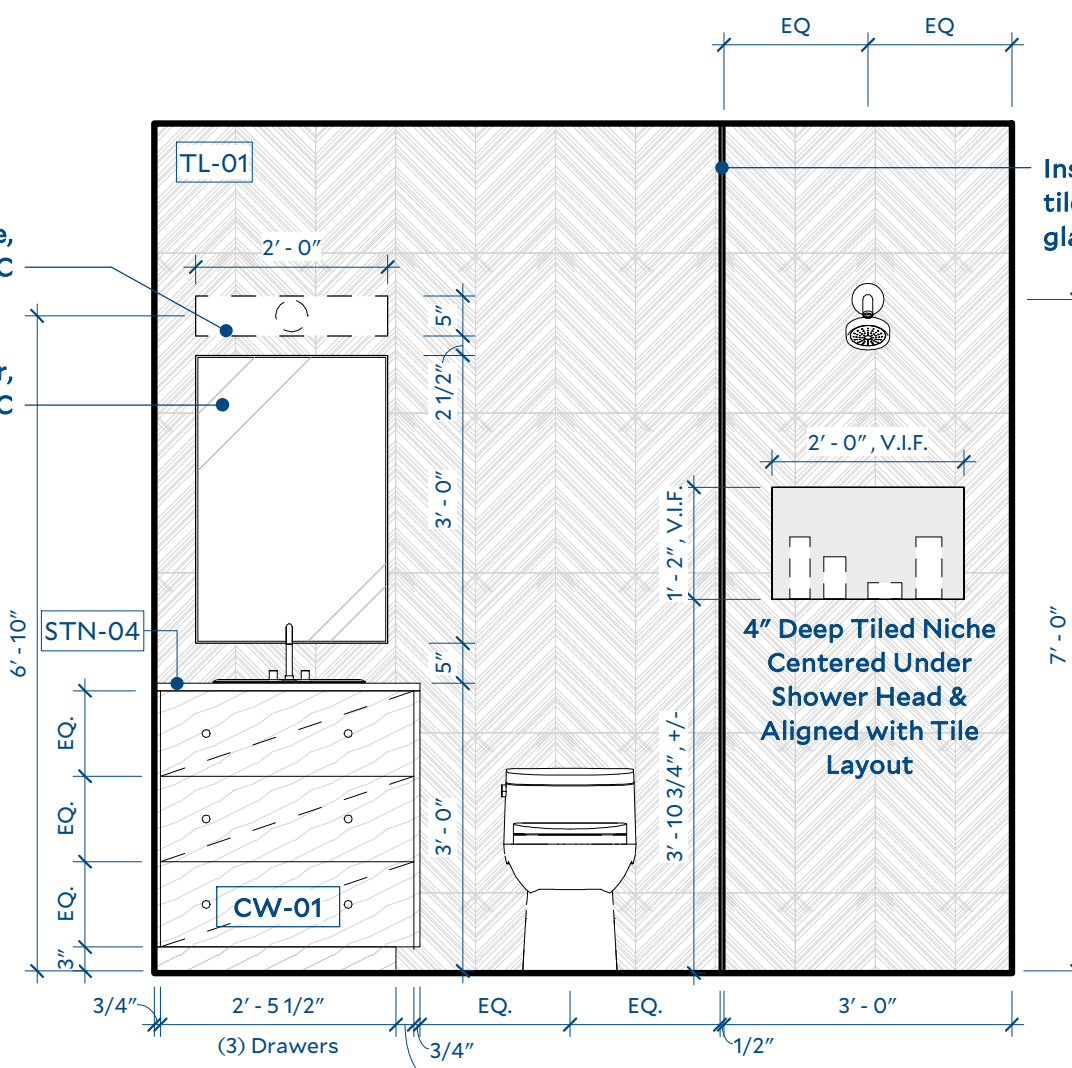 EQ
EQ
TL-01
2' - 0"
5"
2 1/2"
3' - 0"
5"
3' - 0"
6' - 10"
STN-04
EQ.
EQ.
EQ.
3"
CW-01
2' - 0", V.I.F.
1' - 2", V.I.F.
3' - 10 3/4", +/-
4" Deep Tiled Niche
Centered Under
Shower Head &
Aligned with Tile
Layout
7' - 0"
3/4"
2' - 5 1/2"
(3) Drawers
3/4"
EQ.
EQ.
1/2"
3' - 0"